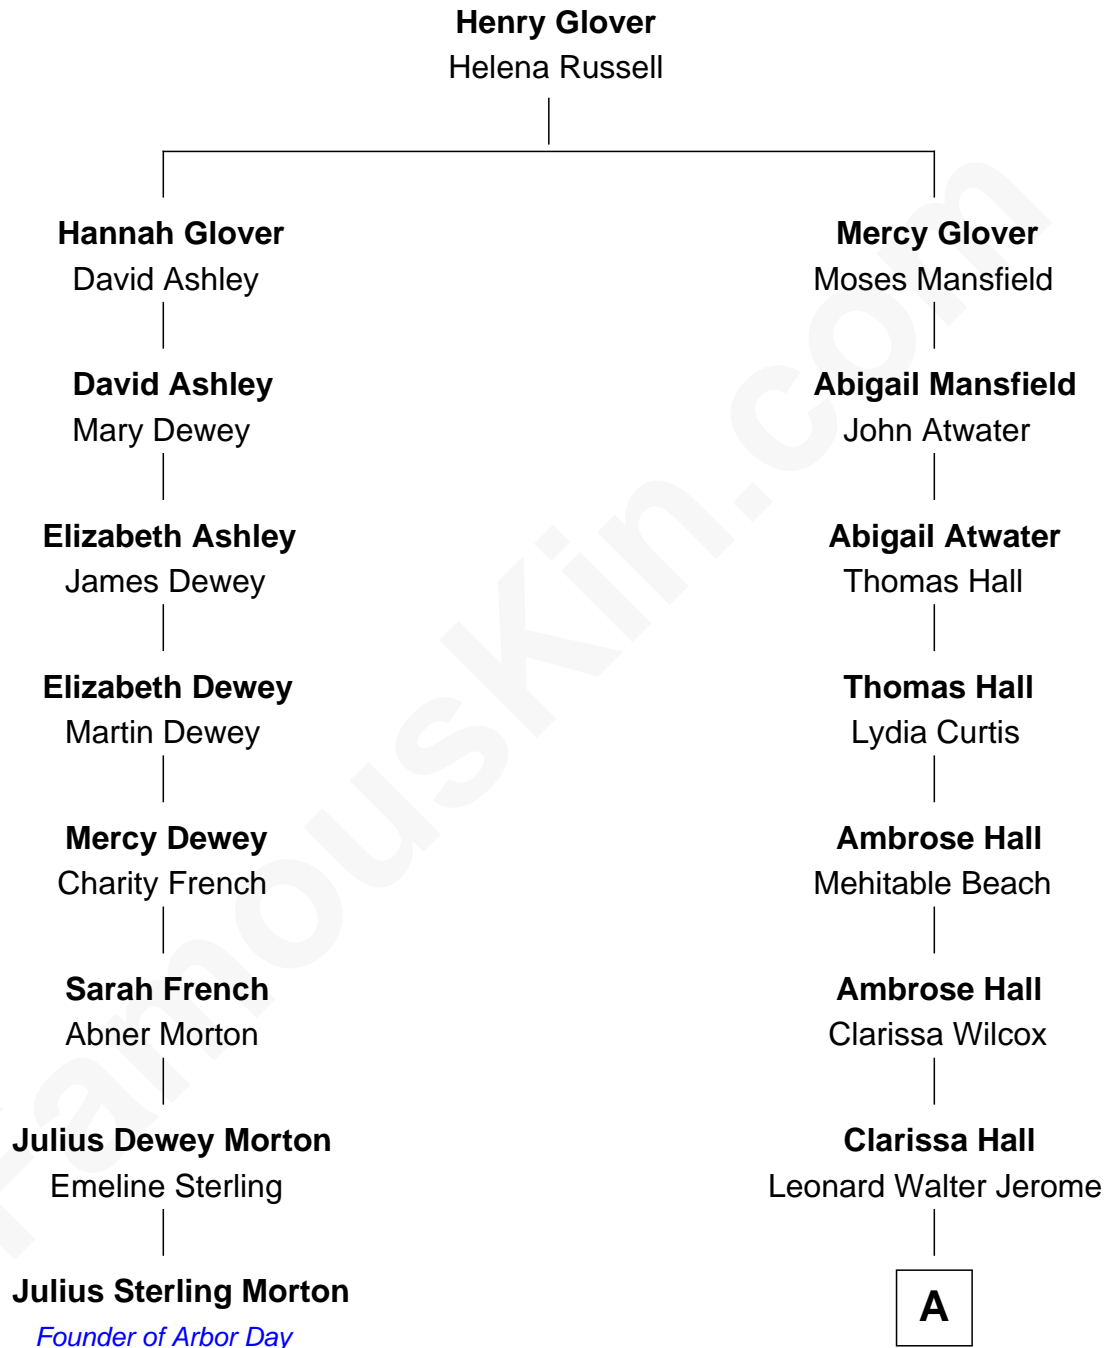 Henry Glover
Helena Russell
Hannah Glover
David Ashley
Mercy Glover
Moses Mansfield
David Ashley
Mary Dewey
Abigail Mansfield
John Atwater
Elizabeth Ashley
James Dewey
Abigail Atwater
Thomas Hall
Elizabeth Dewey
Martin Dewey
Thomas Hall
Lydia Curtis
Mercy Dewey
Charity French
Ambrose Hall
Mehitable Beach
Sarah French
Abner Morton
Ambrose Hall
Clarissa Wilcox
Julius Dewey Morton
Emeline Sterling
Clarissa Hall
Leonard Walter Jerome
Julius Sterling Morton
Founder of Arbor Day
A
FamousKin.com